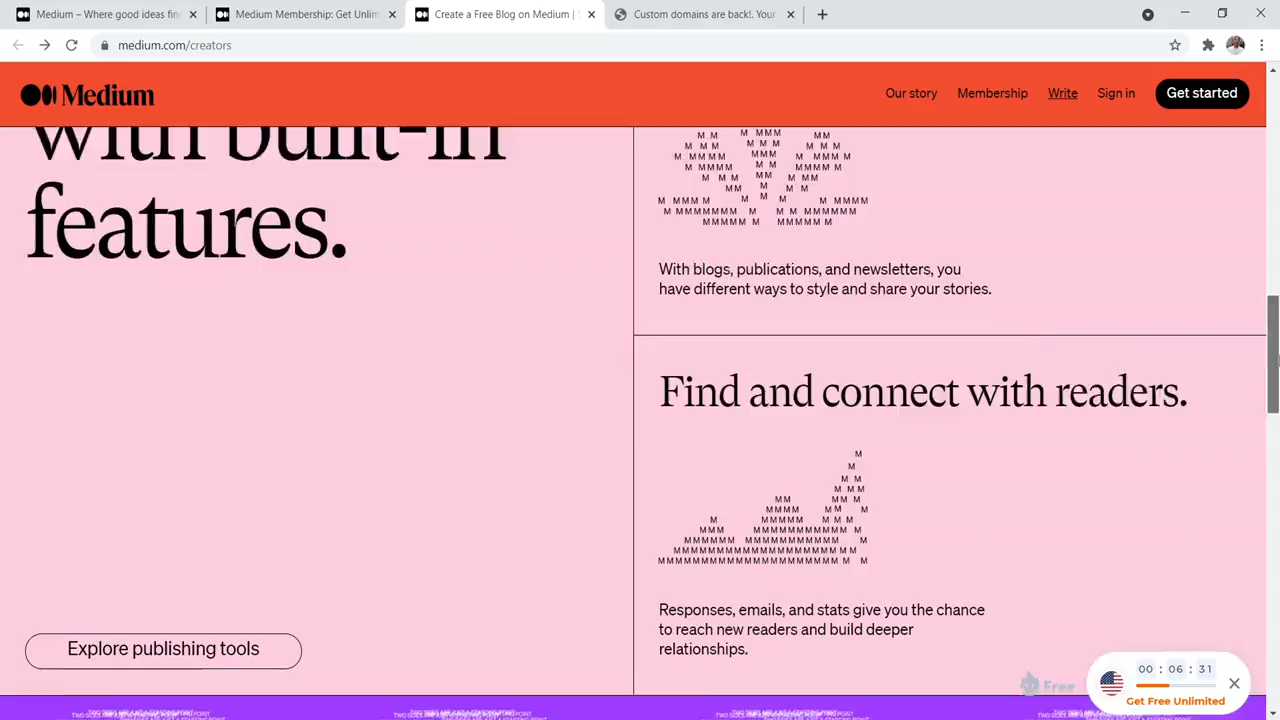 Medium – Where good ideas fin
Medium Membership: Get Unlim
Create a Free Blog on Medium |
Custom domains are back!. Your
medium.com/creators
Medium
Our story
Membership
Write
Sign in
Get started
with built-in
features.
With blogs, publications, and newsletters, you
have different ways to style and share your stories.
Find and connect with readers.
Responses, emails, and stats give you the chance
to reach new readers and build deeper
relationships.
Explore publishing tools
Free
00 : 06 : 31
Get Free Unlimited